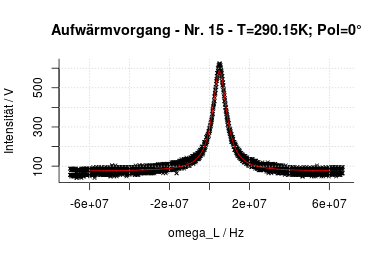 Aufwärmvorgang - Nr. 15 - T=290.15K; Pol=0°
Intensität / V
500
300
100
-6e+07 -2e+07 2e+07 6e+07
omega_L / Hz